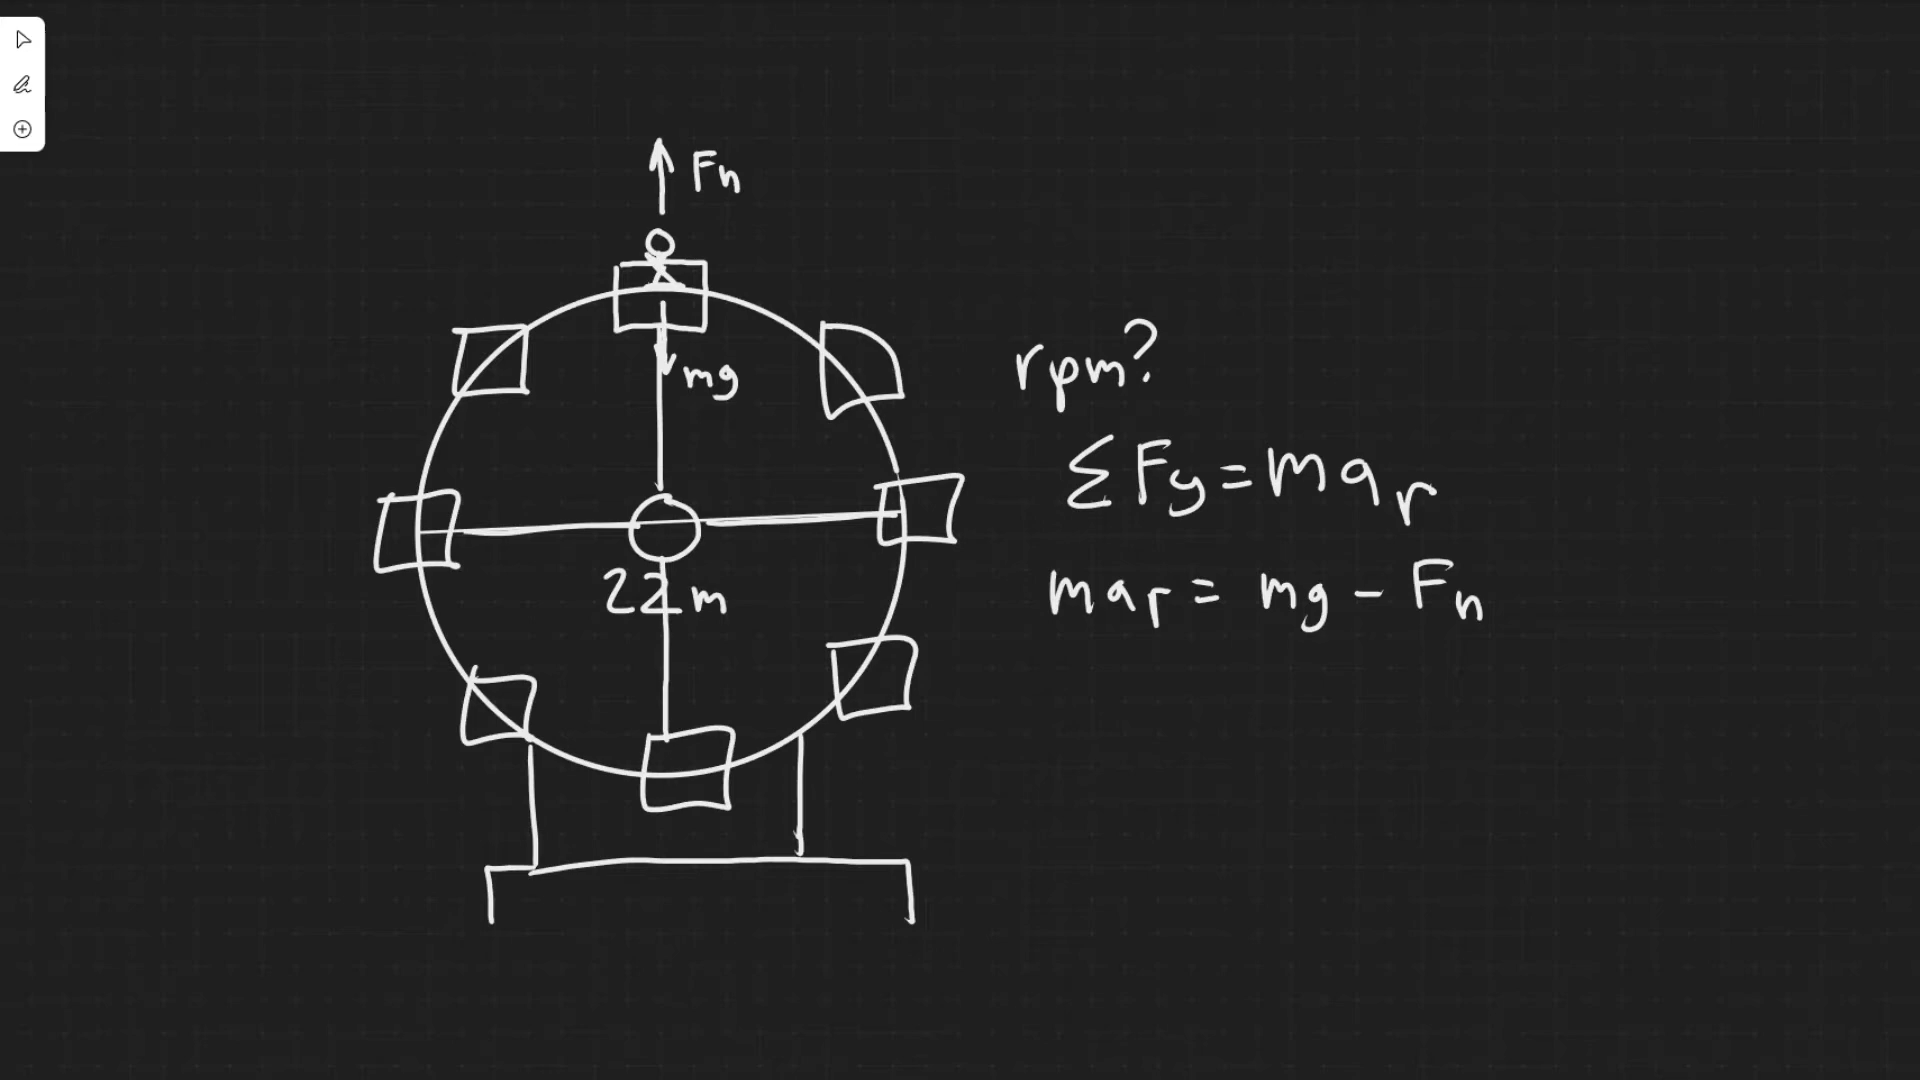 Fn
mg
22m
rpm?
ΣFy=mar
mar = mg - Fn